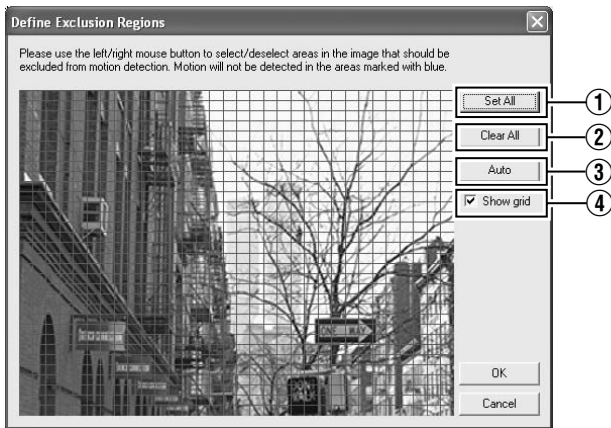 Define Exclusion Regions
Please use the left/right mouse button to select/deselect areas in the image that should be
excluded from motion detection. Motion will not be detected in the areas marked with blue.
Set All
①
Clear All
②
Auto
③
Show grid
④
ONE WAY
OK
Cancel